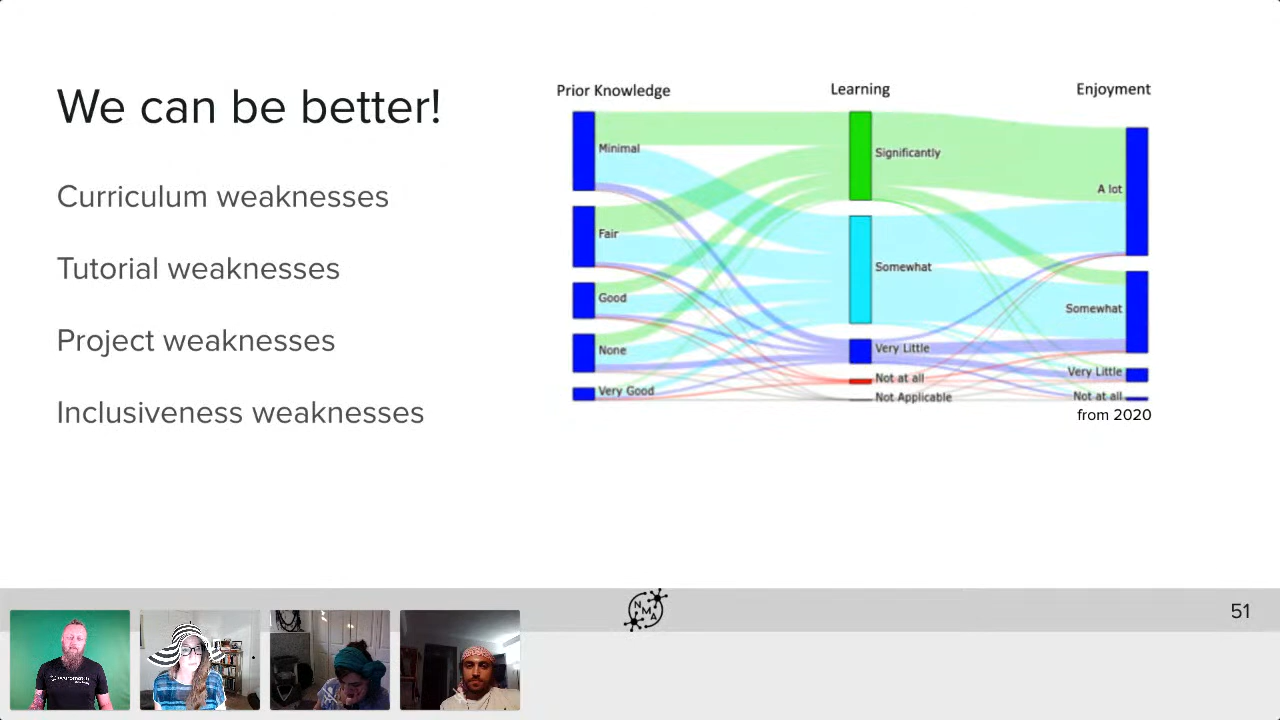 We can be better!
Curriculum weaknesses
Tutorial weaknesses
Project weaknesses
Inclusiveness weaknesses
Prior Knowledge
Learning
Enjoyment
Minimal
Fair
Good
None
Very Good
Significantly
Somewhat
Very Little
Not at all
Not Applicable
A lot
Somewhat
Very Little
Not at all
from 2020
NMA
51